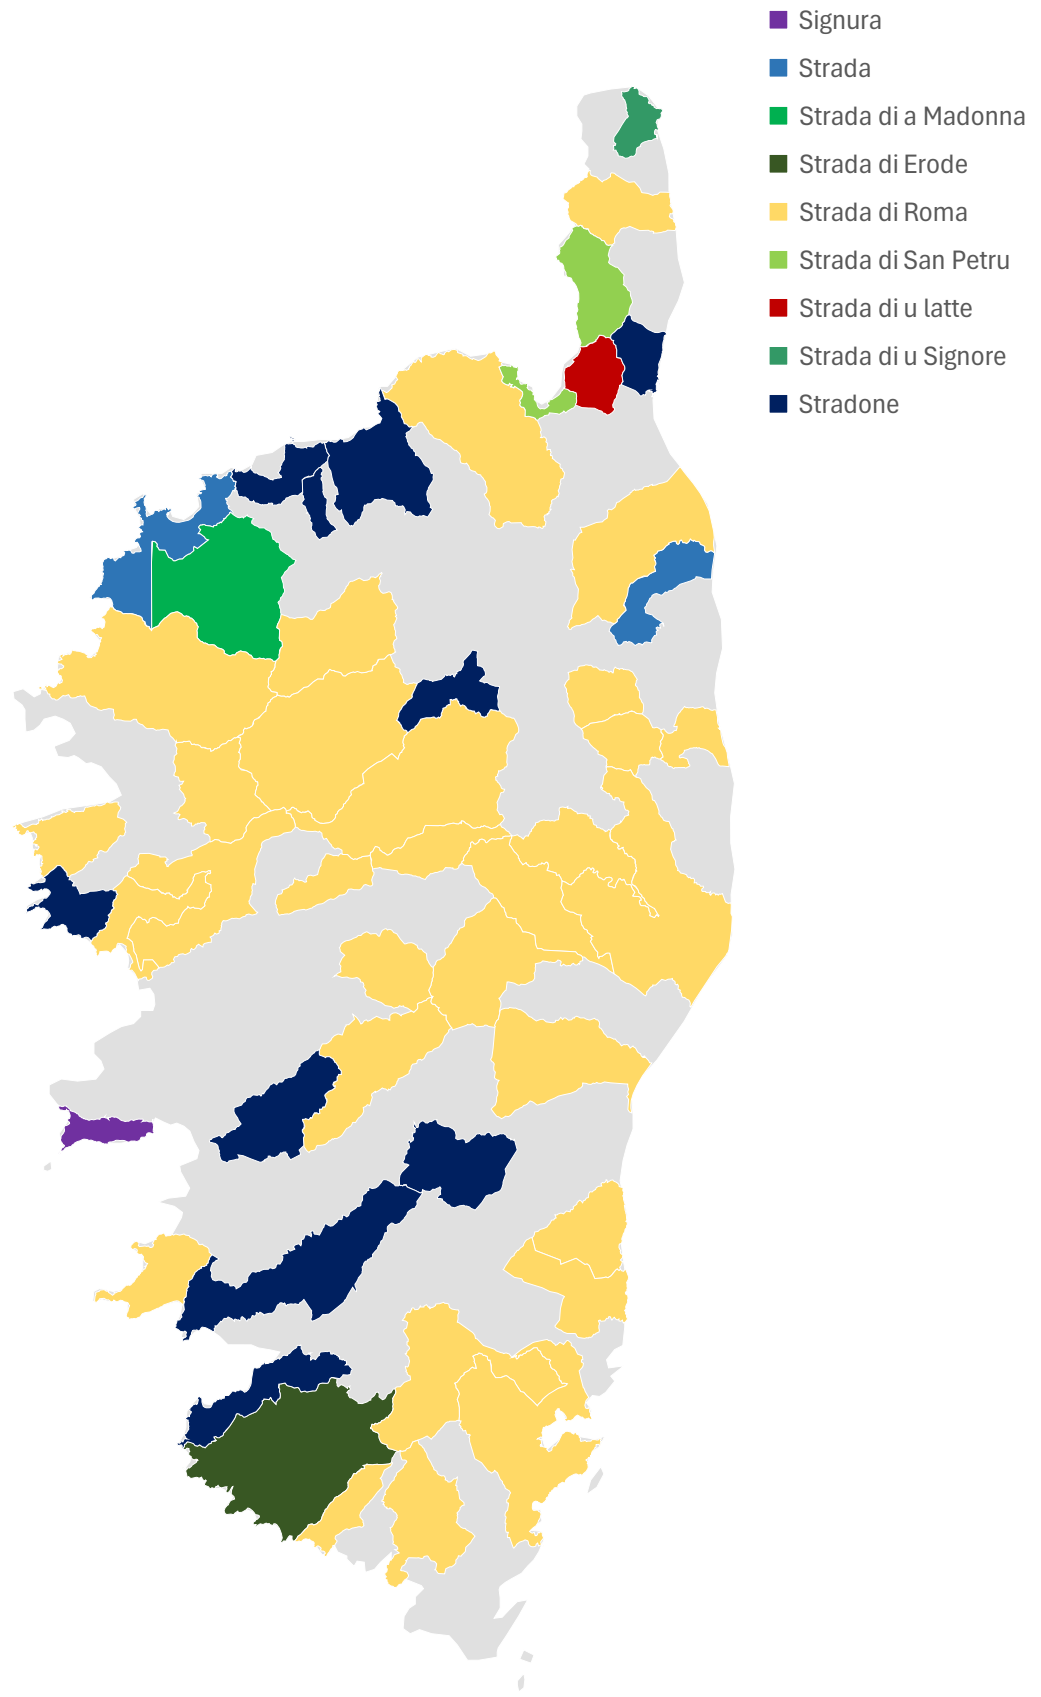 Signura
Strada
Strada di a Madonna
Strada di Erode
Strada di Roma
Strada di San Petru
Strada di u latte
Strada di u Signore
Stradone